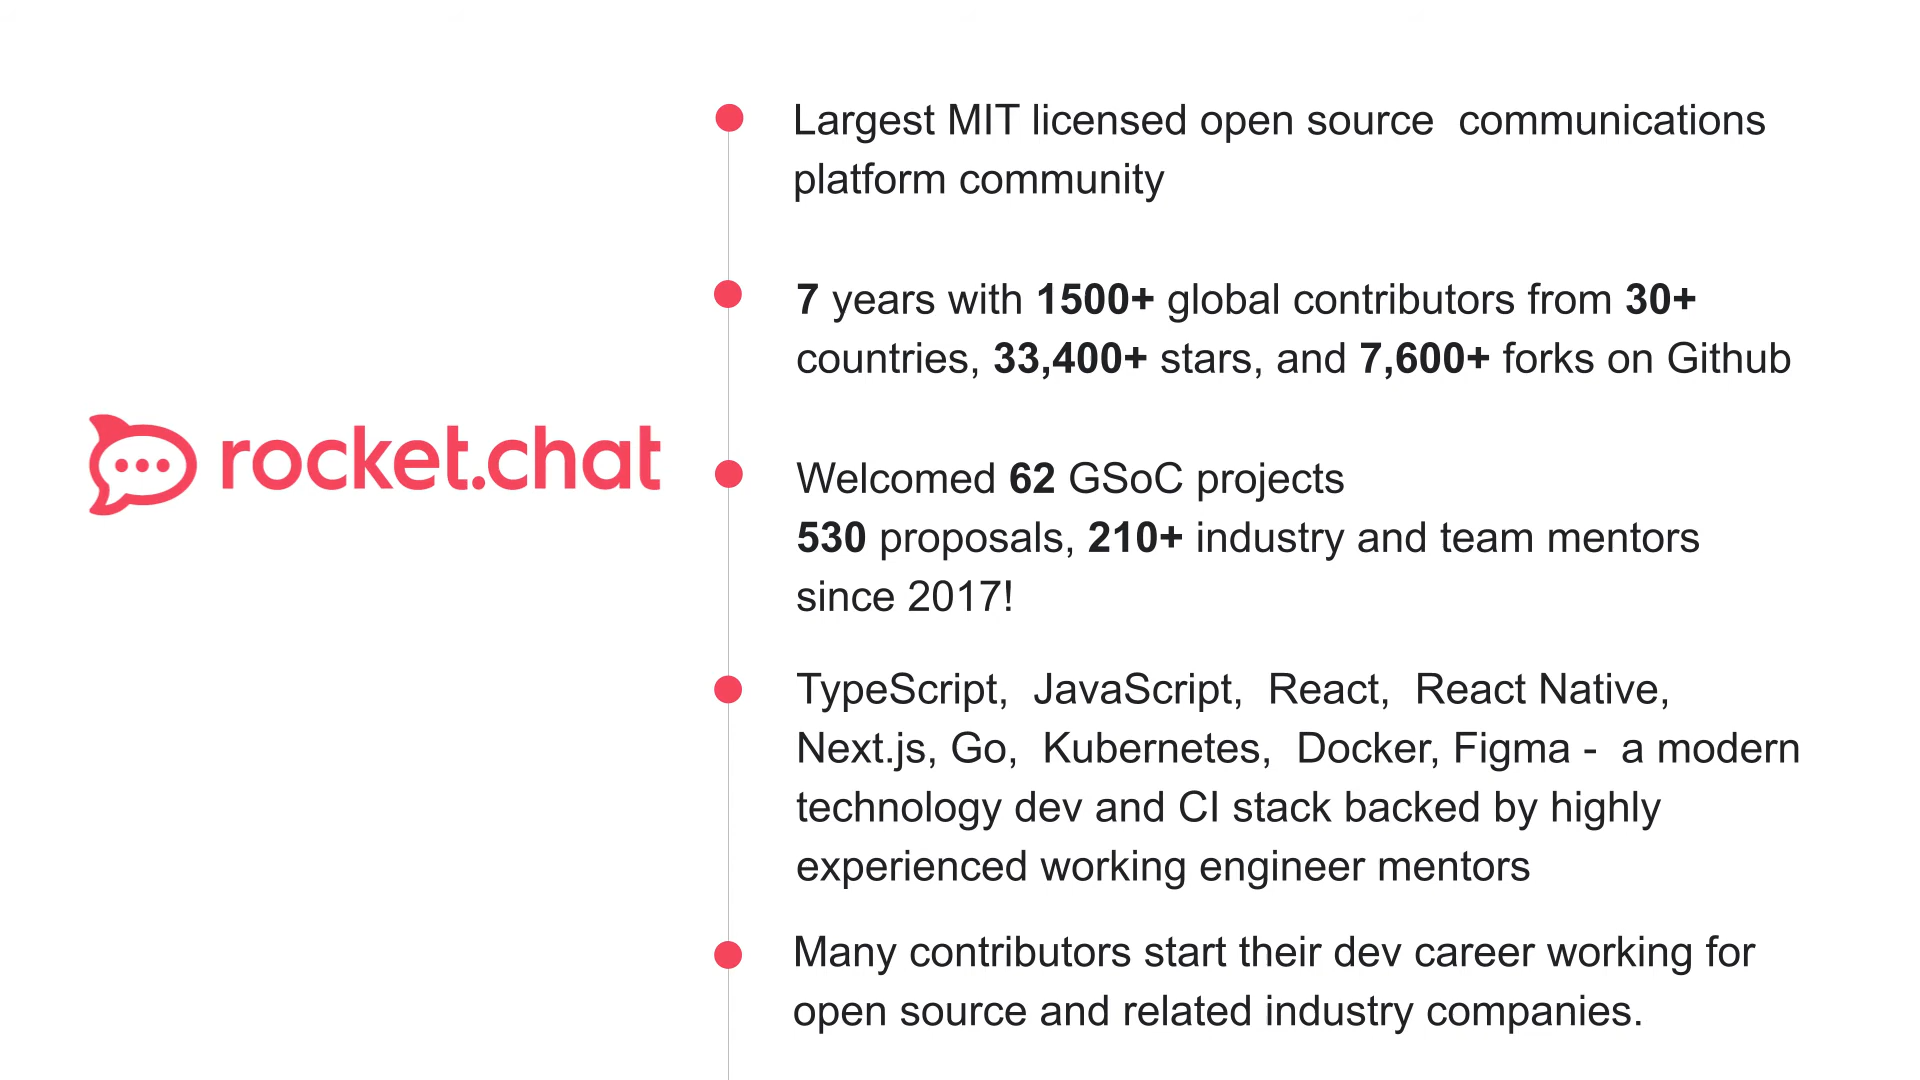 rocket.chat
Largest MIT licensed open source  communications
platform community
7 years with 1500+ global contributors from 30+
countries, 33,400+ stars, and 7,600+ forks on Github
Welcomed 62 GSoC projects
530 proposals, 210+ industry and team mentors
since 2017!
TypeScript,  JavaScript,  React,  React Native,
Next.js, Go,  Kubernetes,  Docker, Figma -  a modern
technology dev and CI stack backed by highly
experienced working engineer mentors
Many contributors start their dev career working for
open source and related industry companies.